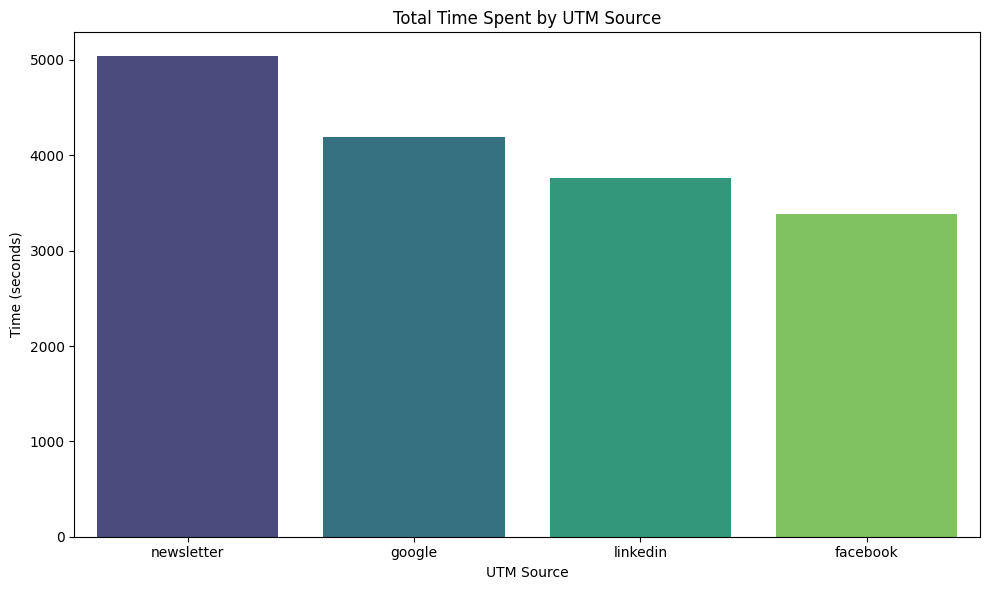 Total Time Spent by UTM Source
Time (seconds)
5000
4000
3000
2000
1000
0
newsletter google linkedin facebook
UTM Source